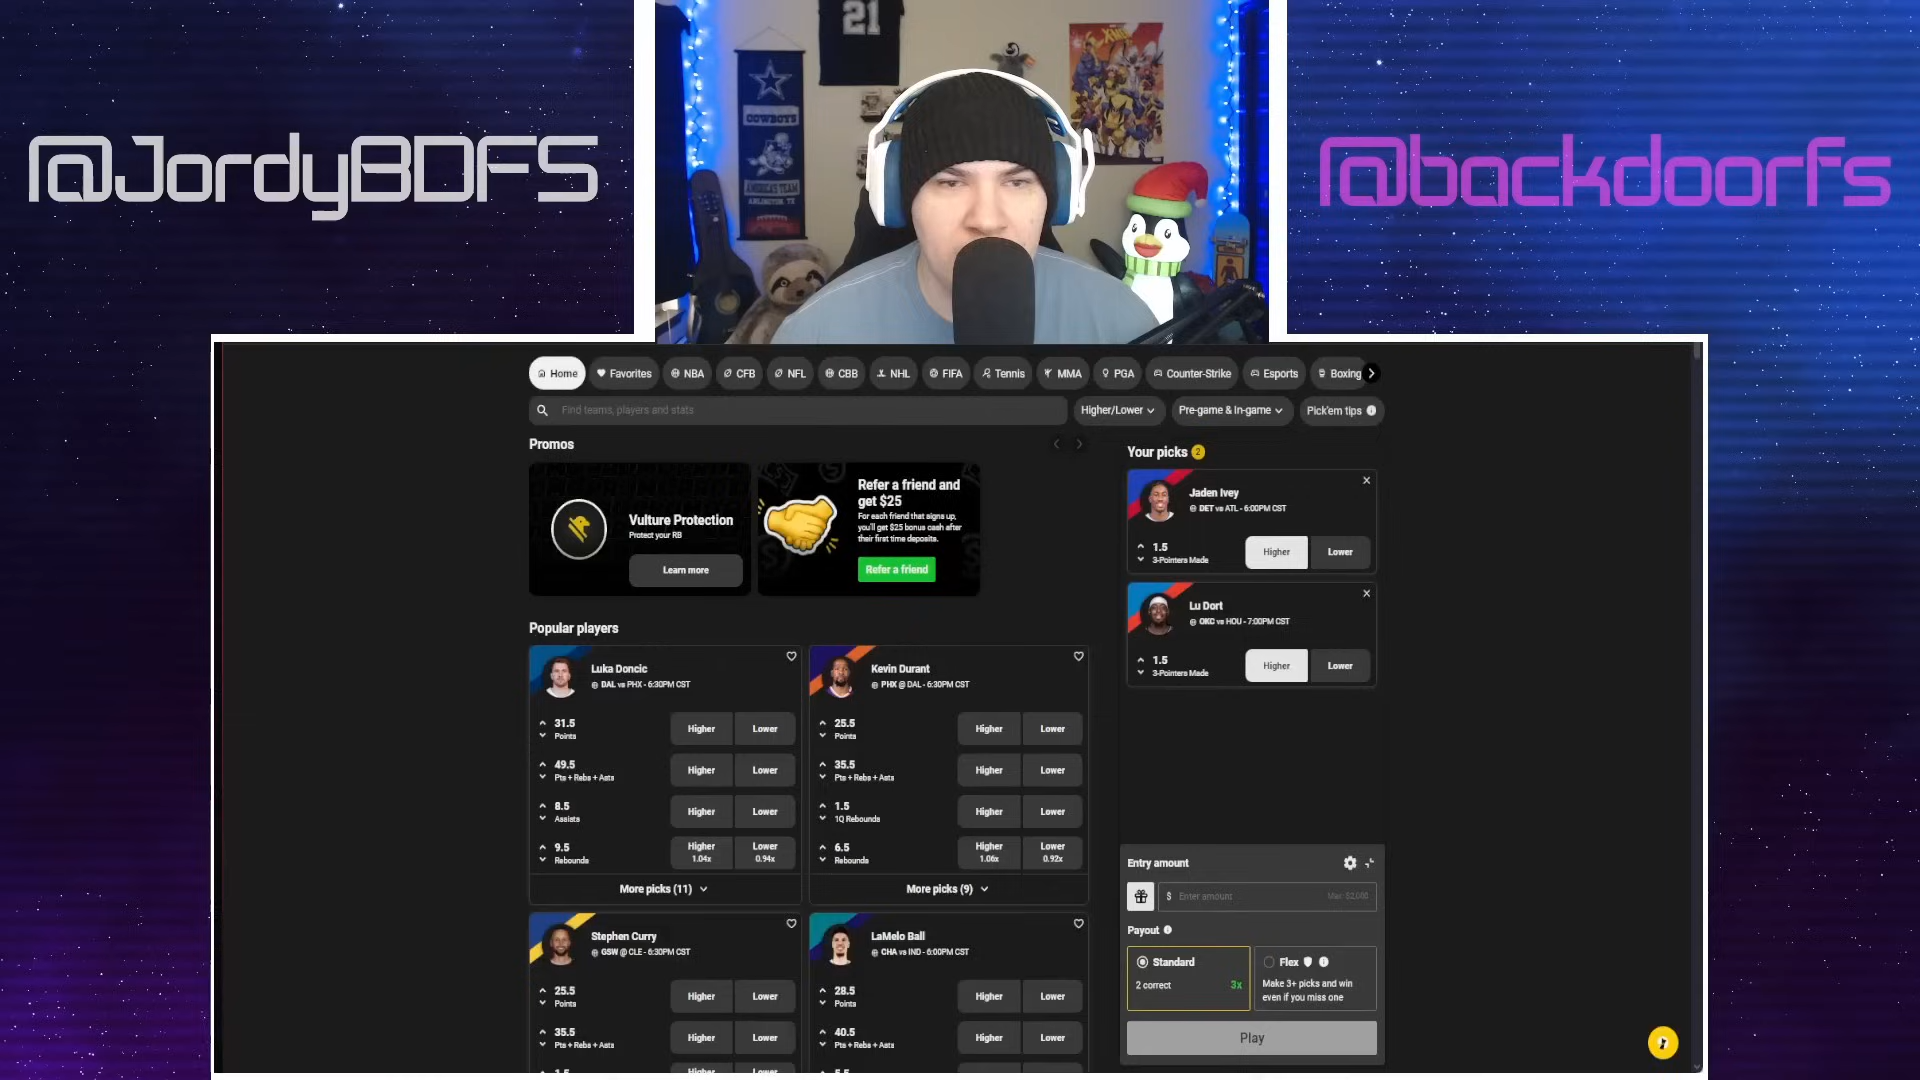 @JordyBDFS
@backdoorfs
21
COWBOYS
AMERICA'S TEAM
ARLINGTON, TX
X-MEN
Home
Favorites
NBA
CFB
NFL
CBB
NHL
FIFA
Tennis
MMA
PGA
Counter-Strike
Esports
Boxing
Find teams, players and stats
Higher/Lower
Pre-game & In-game
Pick'em tips
Promos
Vulture Protection
Protect your RB
Learn more
Refer a friend and
get $25
For each friend that signs up,
you'll get $25 bonus cash after
their first time deposits.
Refer a friend
Popular players
Luka Doncic
@ DAL vs PHX - 6:30PM CST
31.5
Points
Higher
Lower
49.5
Pts + Rebs + Asts
Higher
Lower
8.5
Assists
Higher
Lower
9.5
Rebounds
Higher
1.04x
Lower
0.94x
More picks (11)
Kevin Durant
@ PHX @ DAL - 6:30PM CST
25.5
Points
Higher
Lower
35.5
Pts + Rebs + Asts
Higher
Lower
1.5
1Q Rebounds
Higher
Lower
6.5
Rebounds
Higher
1.06x
Lower
0.92x
More picks (9)
Stephen Curry
@ GSW @ CLE - 6:30PM CST
25.5
Points
Higher
Lower
35.5
Pts + Rebs + Asts
Higher
Lower
Higher
Lower
LaMelo Ball
@ CHA vs IND - 6:00PM CST
28.5
Points
Higher
Lower
40.5
Pts + Rebs + Asts
Higher
Lower
Higher
Lower
Your picks 2
Jaden Ivey
@ DET vs ATL - 6:00PM CST
1.5
3-Pointers Made
Higher
Lower
Lu Dort
@ OKC vs HOU - 7:00PM CST
1.5
3-Pointers Made
Higher
Lower
Entry amount
$ Enter amount
Max: $2,000
Payout
Standard
2 correct
3x
Flex
Make 3+ picks and win
even if you miss one
Play